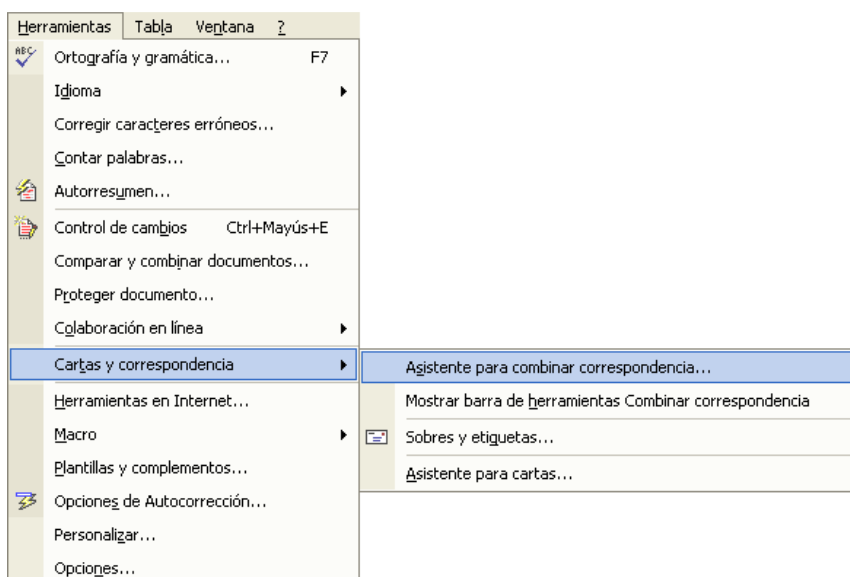 Herramientas Tabla Ventana ?
ABC Ortografía y gramática... F7
Idioma
Corregir caracteres erróneos...
Contar palabras...
Autorresumen...
Control de cambios Ctrl+Mayús+E
Comparar y combinar documentos...
Proteger documento...
Colaboración en línea
Cartas y correspondencia Asistente para combinar correspondencia...
Herramientas en Internet... Mostrar barra de herramientas Combinar correspondencia
Macro Sobres y etiquetas...
Plantillas y complementos... Asistente para cartas...
Opciones de Autocorrección...
Personalizar...
Opciones...